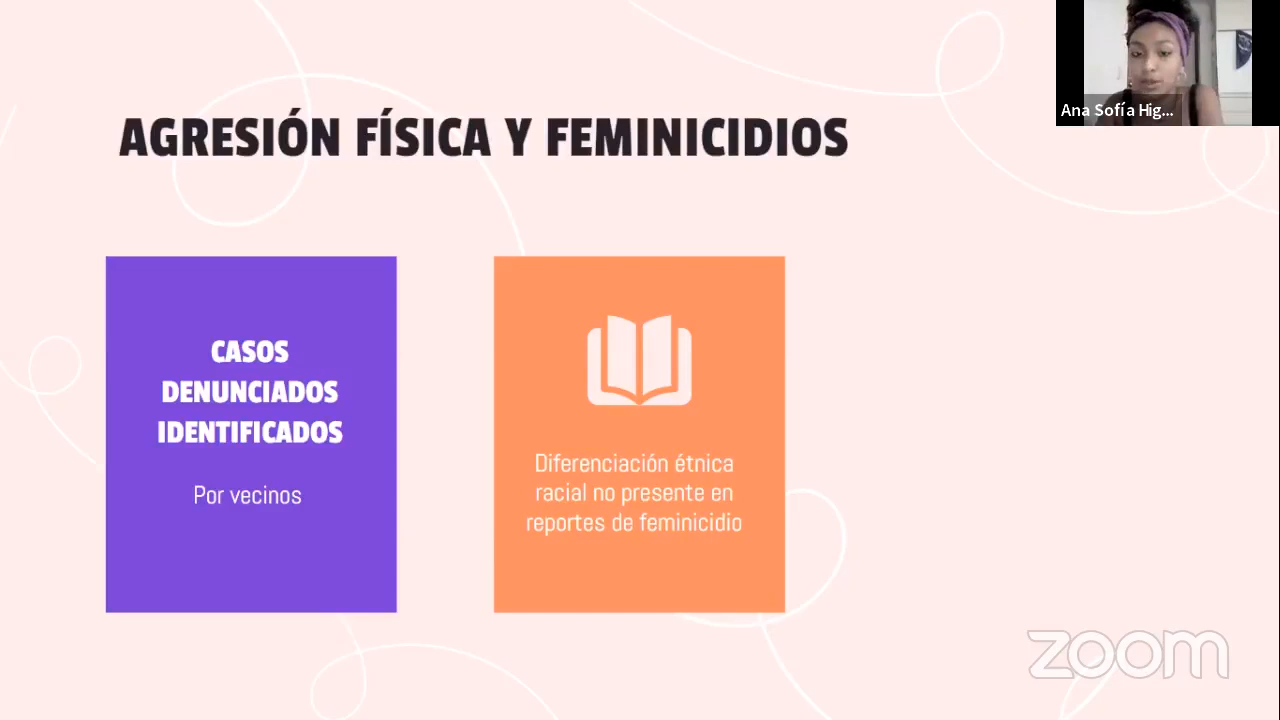 Ana Sofía Hig...
AGRESIÓN FÍSICA Y FEMINICIDIOS
CASOS
DENUNCIADOS
IDENTIFICADOS
Por vecinos
Diferenciación étnica
racial no presente en
reportes de feminicidio
zoom